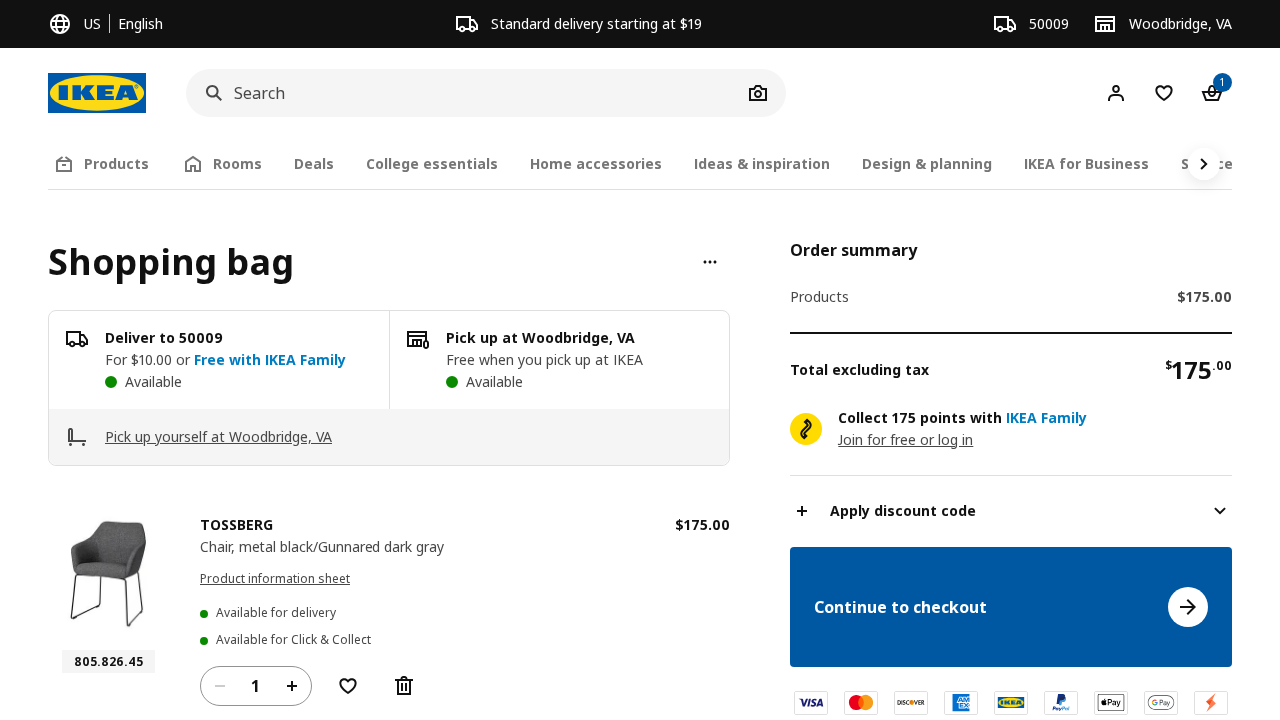 US English
Standard delivery starting at $19
50009
Woodbridge, VA
IKEA
Search
1
Products
Rooms
Deals
College essentials
Home accessories
Ideas & inspiration
Design & planning
IKEA for Business
Shopping bag
Deliver to 50009
For $10.00 or Free with IKEA Family
Available
Pick up at Woodbridge, VA
Free when you pick up at IKEA
Available
Pick up yourself at Woodbridge, VA
TOSSBERG
$175.00
Chair, metal black/Gunnared dark gray
Product information sheet
Available for delivery
Available for Click & Collect
805.826.45
1
Order summary
Products
$175.00
Total excluding tax
$175.00
Collect 175 points with IKEA Family
Join for free or log in
Apply discount code
Continue to checkout
VISA
DISCOVER
AMEX
IKEA
PayPal
Pay
G Pay